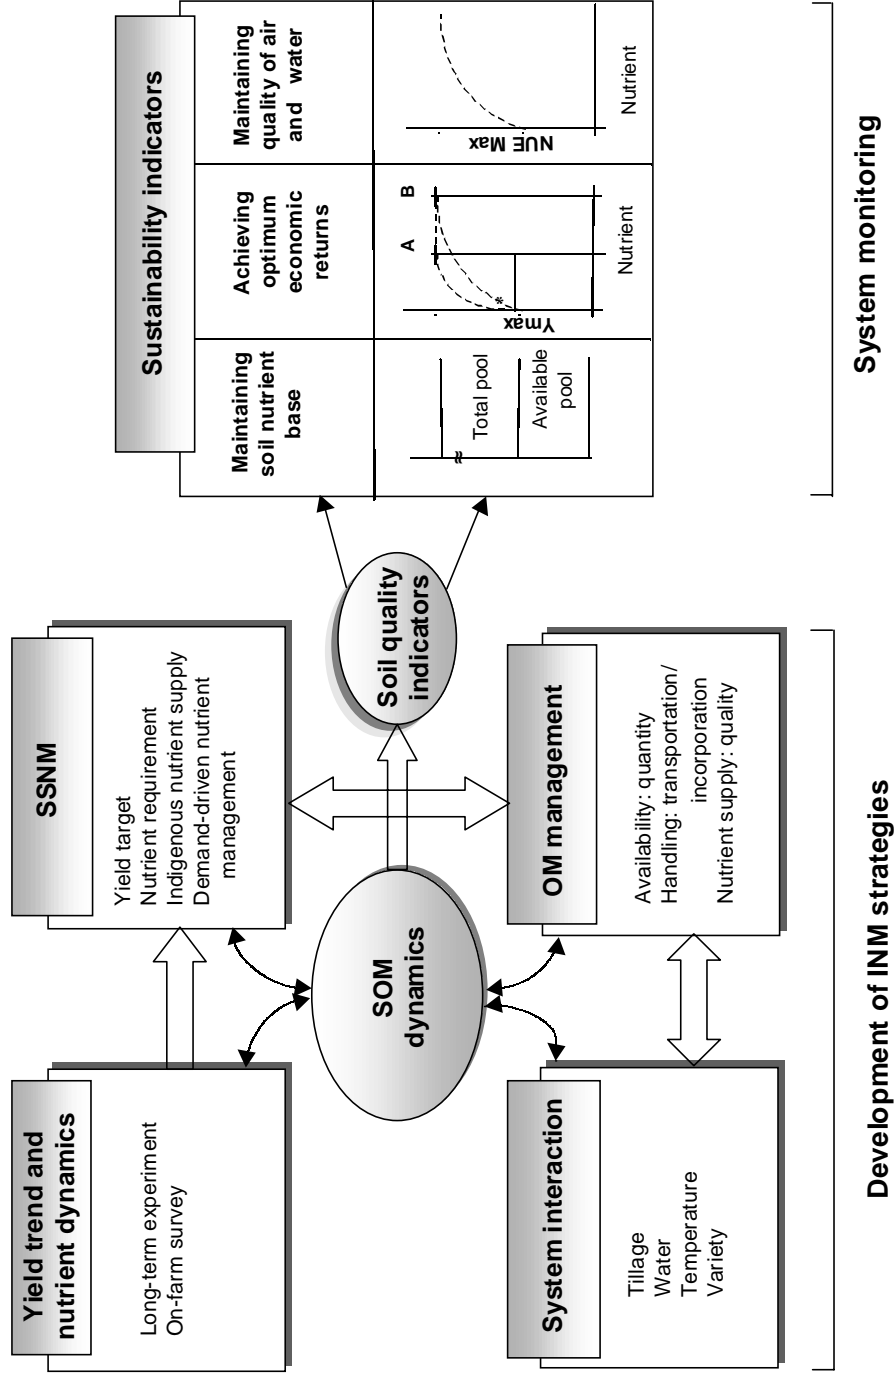 Yield trend and
nutrient dynamics
Long-term experiment
On-farm survey
SSNM
Yield target
Nutrient requirement
Indigenous nutrient supply
Demand-driven nutrient
management
SOM
dynamics
Soil quality
indicators
System interaction
Tillage
Water
Temperature
Variety
OM management
Availability: quantity
Handling: transportation/
incorporation
Nutrient supply: quality
Sustainability indicators
Maintaining
soil nutrient
base
Achieving
optimum
economic
returns
Maintaining
quality of air
and water
Total pool
Available
pool
A
B
Ymax
*
Nutrient
NUE Max
Nutrient
Development of INM strategies
System monitoring